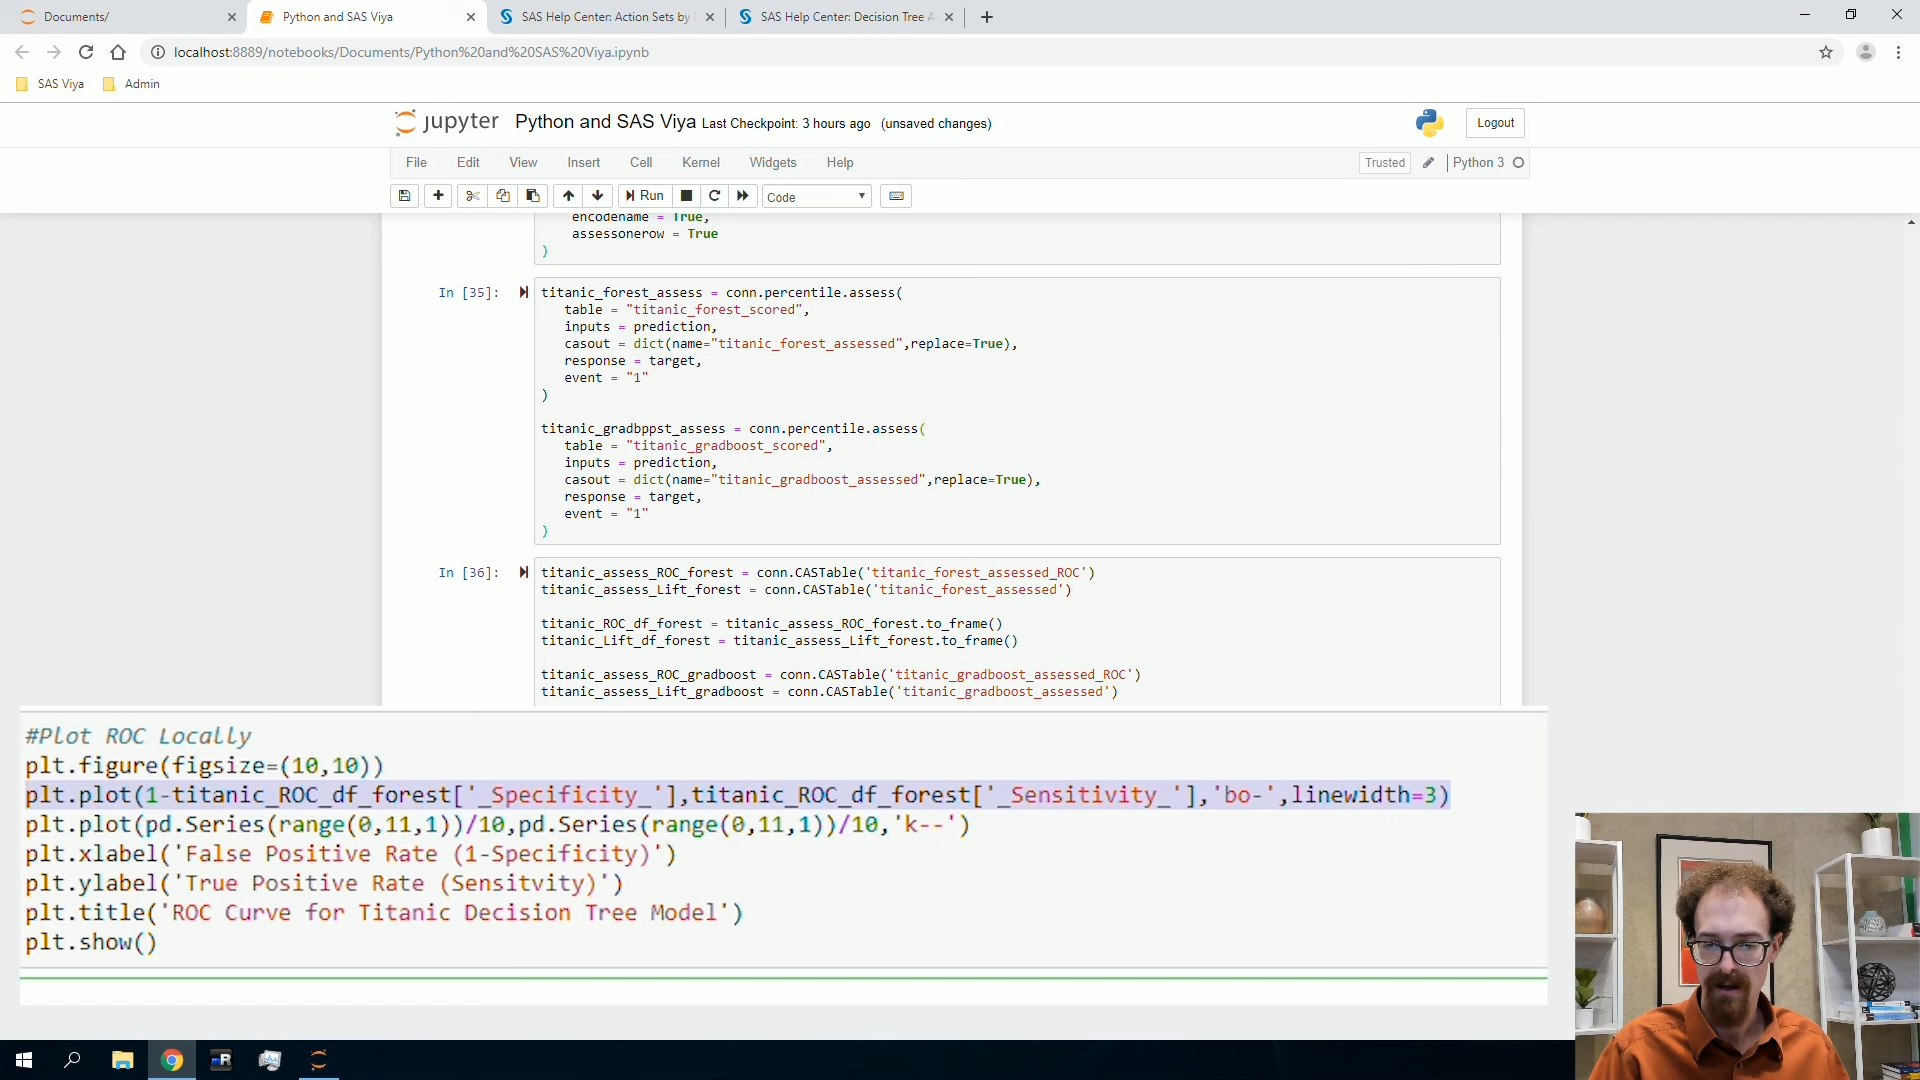 Documents/
Python and SAS Viya
SAS Help Center: Action Sets by
SAS Help Center: Decision Tree A
localhost:8889/notebooks/Documents/Python%20and%20SAS%20Viya.ipynb
SAS Viya
Admin
jupyter Python and SAS Viya Last Checkpoint: 3 hours ago (unsaved changes)
Logout
File Edit View Insert Cell Kernel Widgets Help
Trusted
Python 3
Run
Code
encodename = True,
assessonerow = True
)
In [35]:
titanic_forest_assess = conn.percentile.assess(
table = "titanic_forest_scored",
inputs = prediction,
casout = dict(name="titanic_forest_assessed",replace=True),
response = target,
event = "1"
)
titanic_gradbppst_assess = conn.percentile.assess(
table = "titanic_gradboost_scored",
inputs = prediction,
casout = dict(name="titanic_gradboost_assessed",replace=True),
response = target,
event = "1"
)
In [36]:
titanic_assess_ROC_forest = conn.CASTable('titanic_forest_assessed_ROC')
titanic_assess_Lift_forest = conn.CASTable('titanic_forest_assessed')
titanic_ROC_df_forest = titanic_assess_ROC_forest.to_frame()
titanic_Lift_df_forest = titanic_assess_Lift_forest.to_frame()
titanic_assess_ROC_gradboost = conn.CASTable('titanic_gradboost_assessed_ROC')
titanic_assess_Lift_gradboost = conn.CASTable('titanic_gradboost_assessed')
#Plot ROC Locally
plt.figure(figsize=(10,10))
plt.plot(1-titanic_ROC_df_forest['_Specificity_'],titanic_ROC_df_forest['_Sensitivity_'],'bo-',linewidth=3)
plt.plot(pd.Series(range(0,11,1))/10,pd.Series(range(0,11,1))/10,'k--')
plt.xlabel('False Positive Rate (1-Specificity)')
plt.ylabel('True Positive Rate (Sensitvity)')
plt.title('ROC Curve for Titanic Decision Tree Model')
plt.show()